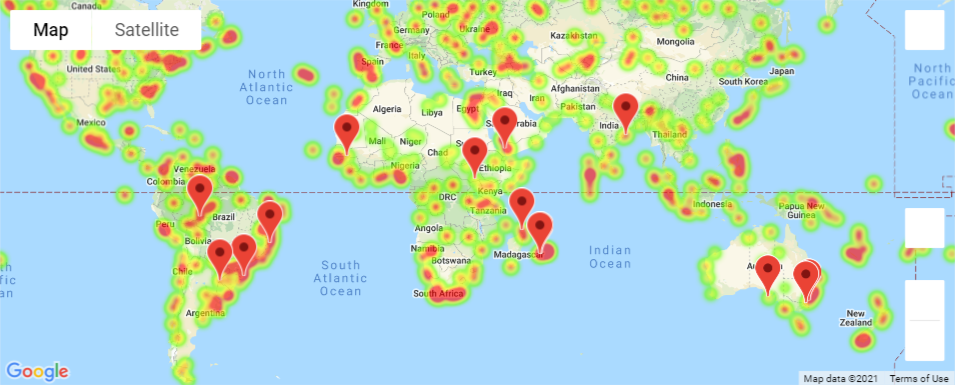 Canada
Kingdom
Map
Satellite
Poland
Germany
Ukraine
Kazakhstan
Mongolia
France
Italy
Spain
United States
Turkey
North
Atlantic
Ocean
China
South Korea
Japan
North
Pacific
Ocean
Afghanistan
Iraq
Iran
Pakistan
Algeria
Libya
Egypt
Mexico
India
Thailand
Mali
Niger
Chad
Nigeria
Ethiopia
Venezuela
Colombia
DRC
Kenya
Tanzania
Indonesia
Papua New
Guinea
Peru
Brazil
Bolivia
Angola
Namibia
Botswana
Madagascar
Indian
Ocean
South
Atlantic
Ocean
Chile
Argentina
South Africa
New
Zealand
Google
Map data ©2021
Terms of Use